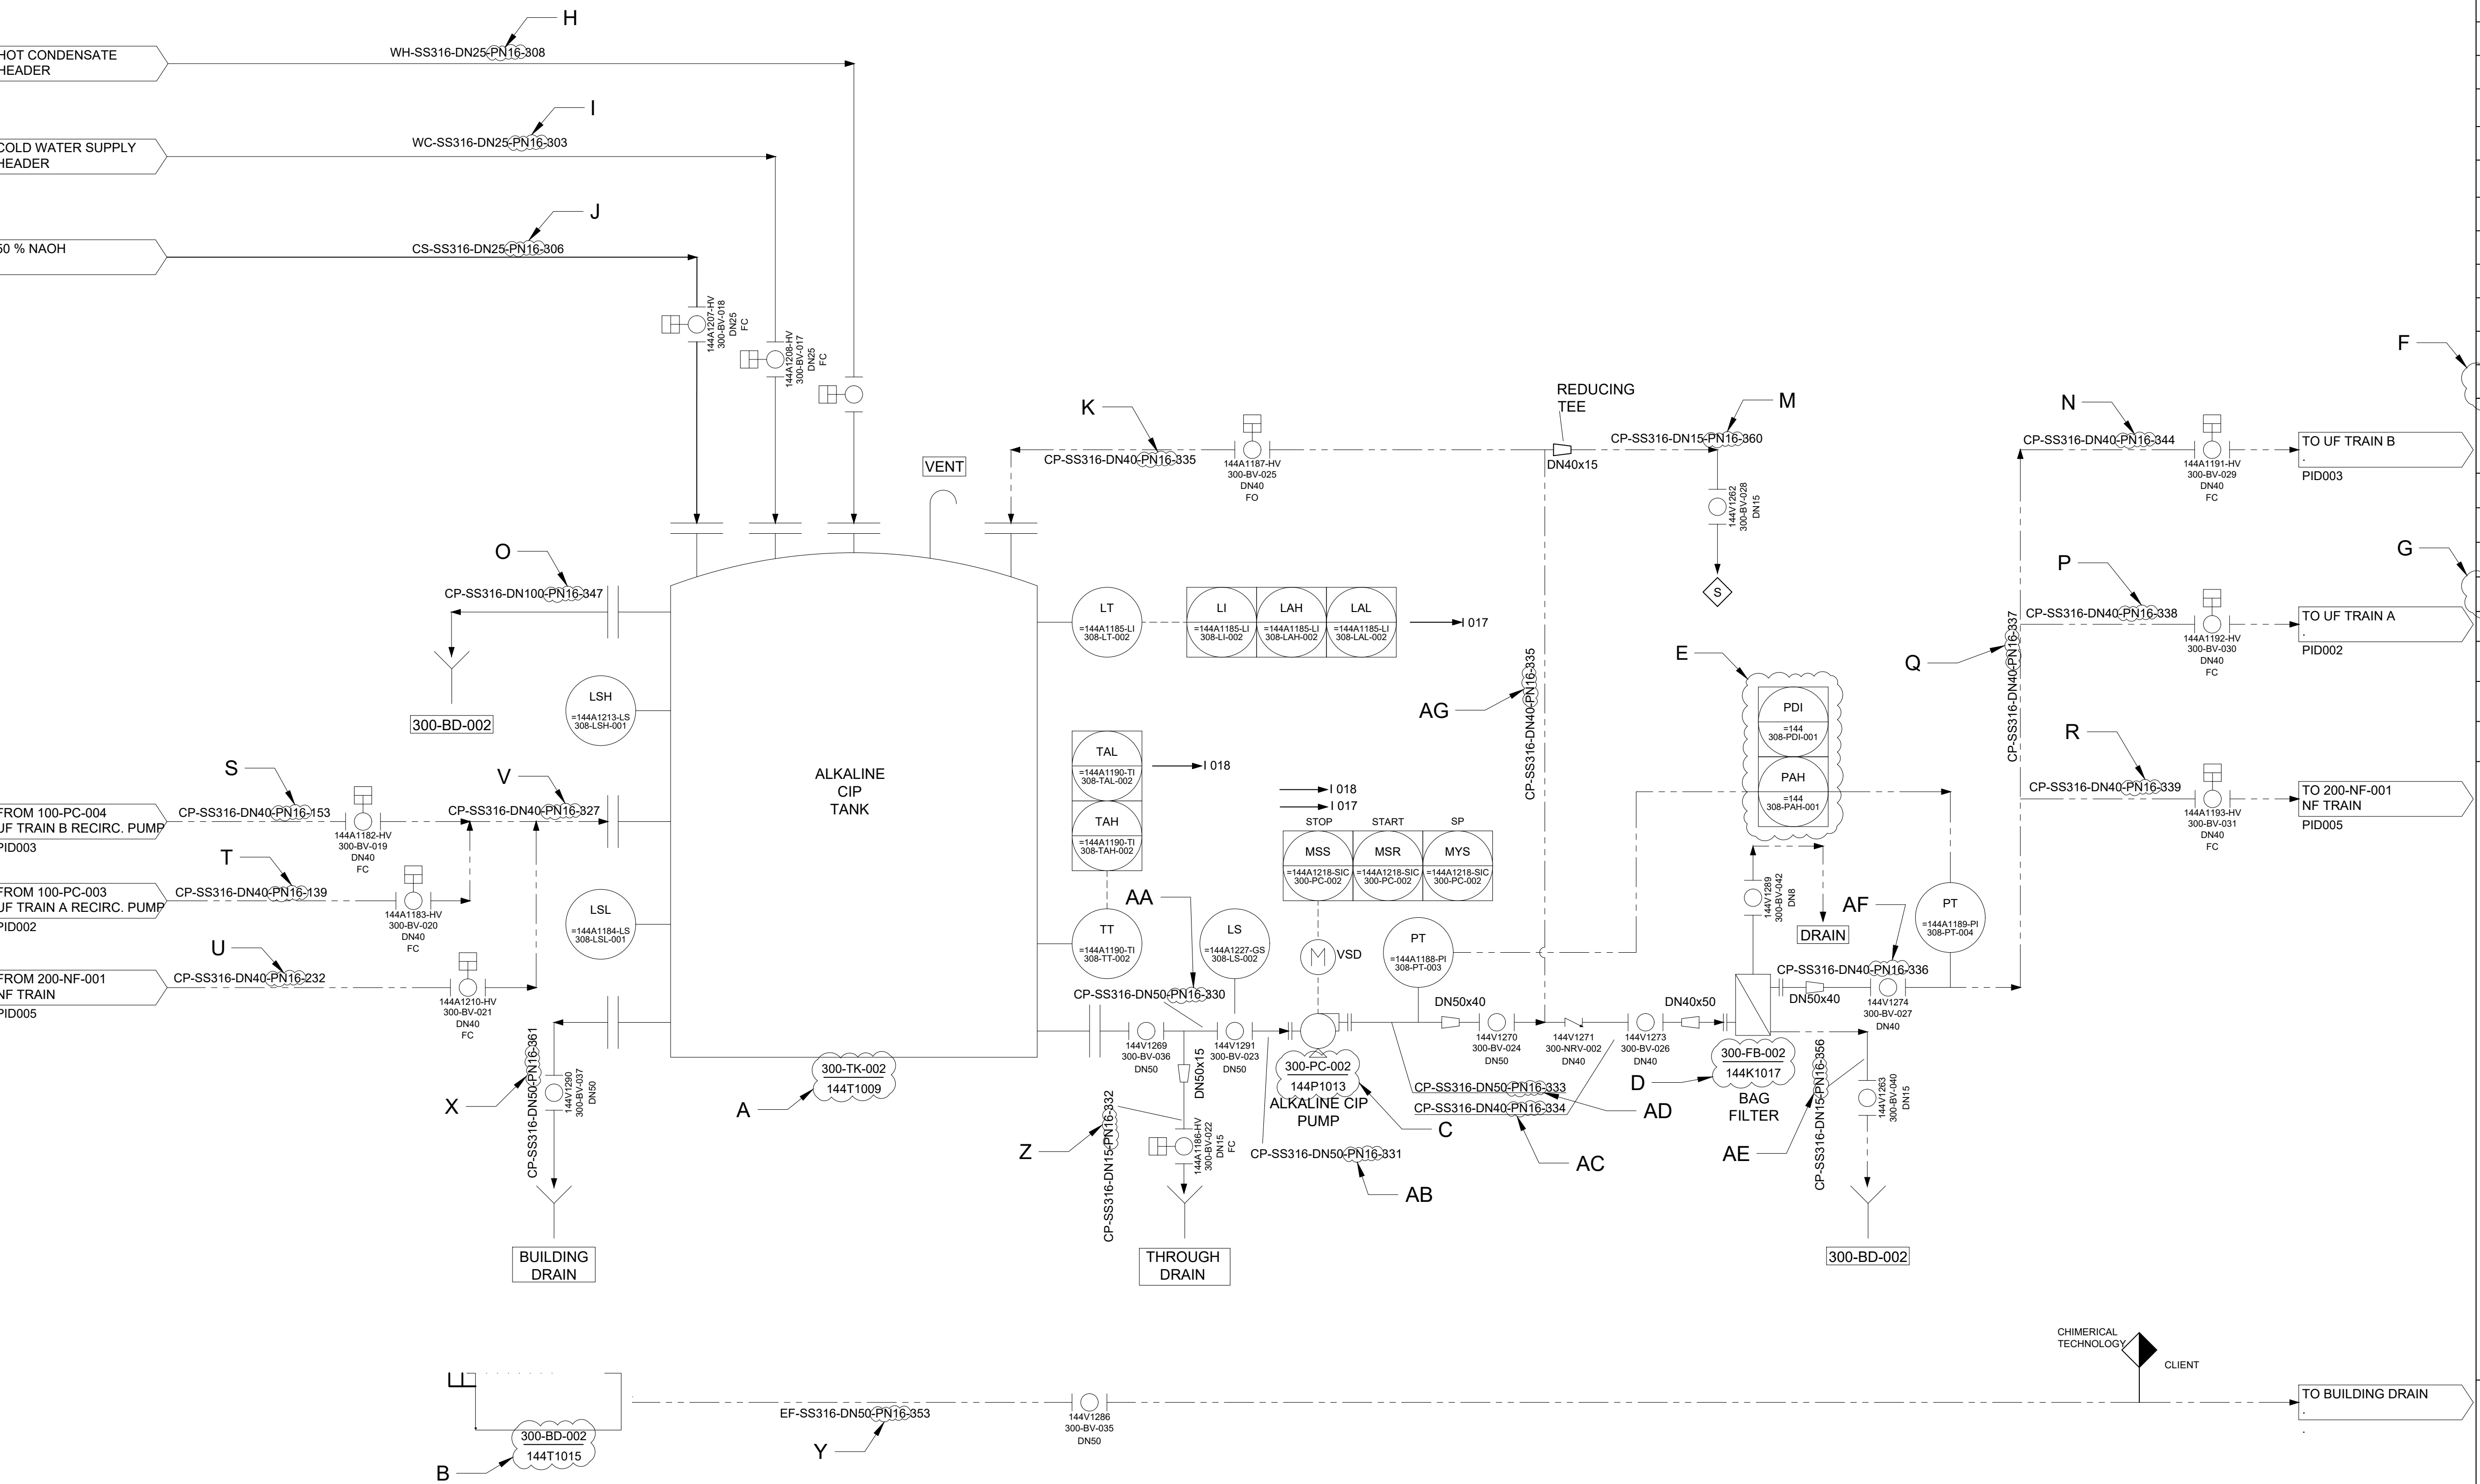 H
HOT CONDENSATE
HEADER
WH-SS316-DN25-PN16-308
I
COLD WATER SUPPLY
HEADER
WC-SS316-DN25-PN16-303
J
50 % NAOH
CS-SS316-DN25-PN16-306
144A1207-HV
300-BV-018
DN25
FC
144A1208-HV
300-BV-017
DN25
FC
F
K
CP-SS316-DN40-PN16-335
144A1187-HV
300-BV-025
DN40
FO
REDUCING
TEE
DN40x15
M
CP-SS316-DN15-PN16-360
144V1262
300-BV-028
DN15
S
N
CP-SS316-DN40-PN16-344
144A1191-HV
300-BV-029
DN40
FC
TO UF TRAIN B
.
PID003
VENT
G
O
CP-SS316-DN100-PN16-347
300-BD-002
P
CP-SS316-DN40-PN16-338
144A1192-HV
300-BV-030
DN40
FC
TO UF TRAIN A
.
PID002
LT
=144A1185-LI
308-LT-002
LI
=144A1185-LI
308-LI-002
LAH
=144A1185-LI
308-LAH-002
LAL
=144A1185-LI
308-LAL-002
I 017
LSH
=144A1213-LS
308-LSH-001
Q
CP-SS316-DN40-PN16-337
E
PDI
=144
308-PDI-001
PAH
=144
308-PAH-001
AG
CP-SS316-DN40-PN16-335
R
CP-SS316-DN40-PN16-339
144A1193-HV
300-BV-031
DN40
FC
TO 200-NF-001
NF TRAIN
PID005
ALKALINE
CIP
TANK
TAL
=144A1190-TI
308-TAL-002
I 018
TAH
=144A1190-TI
308-TAH-002
TT
=144A1190-TI
308-TT-002
S
FROM 100-PC-004
UF TRAIN B RECIRC. PUMP
PID003
CP-SS316-DN40-PN16-153
144A1182-HV
300-BV-019
DN40
FC
V
CP-SS316-DN40-PN16-327
T
FROM 100-PC-003
UF TRAIN A RECIRC. PUMP
PID002
CP-SS316-DN40-PN16-139
144A1183-HV
300-BV-020
DN40
FC
LSL
=144A1184-LS
308-LSL-001
U
FROM 200-NF-001
NF TRAIN
PID005
CP-SS316-DN40-PN16-232
144A1210-HV
300-BV-021
DN40
FC
I 018
I 017
STOP
START
SP
MSS
=144A1218-SIC
300-PC-002
MSR
=144A1218-SIC
300-PC-002
MYS
=144A1218-SIC
300-PC-002
M
VSD
AA
CP-SS316-DN50-PN16-330
LS
=144A1227-GS
308-LS-002
PT
=144A1188-PI
308-PT-003
144V1289
300-BV-042
DN8
DRAIN
AF
CP-SS316-DN40-PN16-336
PT
=144A1189-PI
308-PT-004
DN50x40
144V1274
300-BV-027
DN40
144V1269
300-BV-036
DN50
144V1291
300-BV-023
DN50
DN50x40
144V1270
300-BV-024
DN50
144V1271
300-NRV-002
DN40
144V1273
300-BV-026
DN40
DN40x50
DN50x15
X
CP-SS316-DN50-PN16-361
144V1290
300-BV-037
DN50
BUILDING
DRAIN
300-TK-002
144T1009
A
Z
CP-SS316-DN15-PN16-332
144A1186-HV
300-BV-022
DN15
FC
THROUGH
DRAIN
300-PC-002
144P1013
ALKALINE CIP
PUMP
C
CP-SS316-DN50-PN16-331
AB
CP-SS316-DN50-PN16-333
AD
CP-SS316-DN40-PN16-334
AC
D
300-FB-002
144K1017
BAG
FILTER
AE
CP-SS316-DN15-PN16-356
144V1263
300-BV-040
DN15
300-BD-002
CHIMERICAL
TECHNOLOGY
CLIENT
300-BD-002
144T1015
B
EF-SS316-DN50-PN16-353
Y
144V1286
300-BV-035
DN50
TO BUILDING DRAIN
.
.